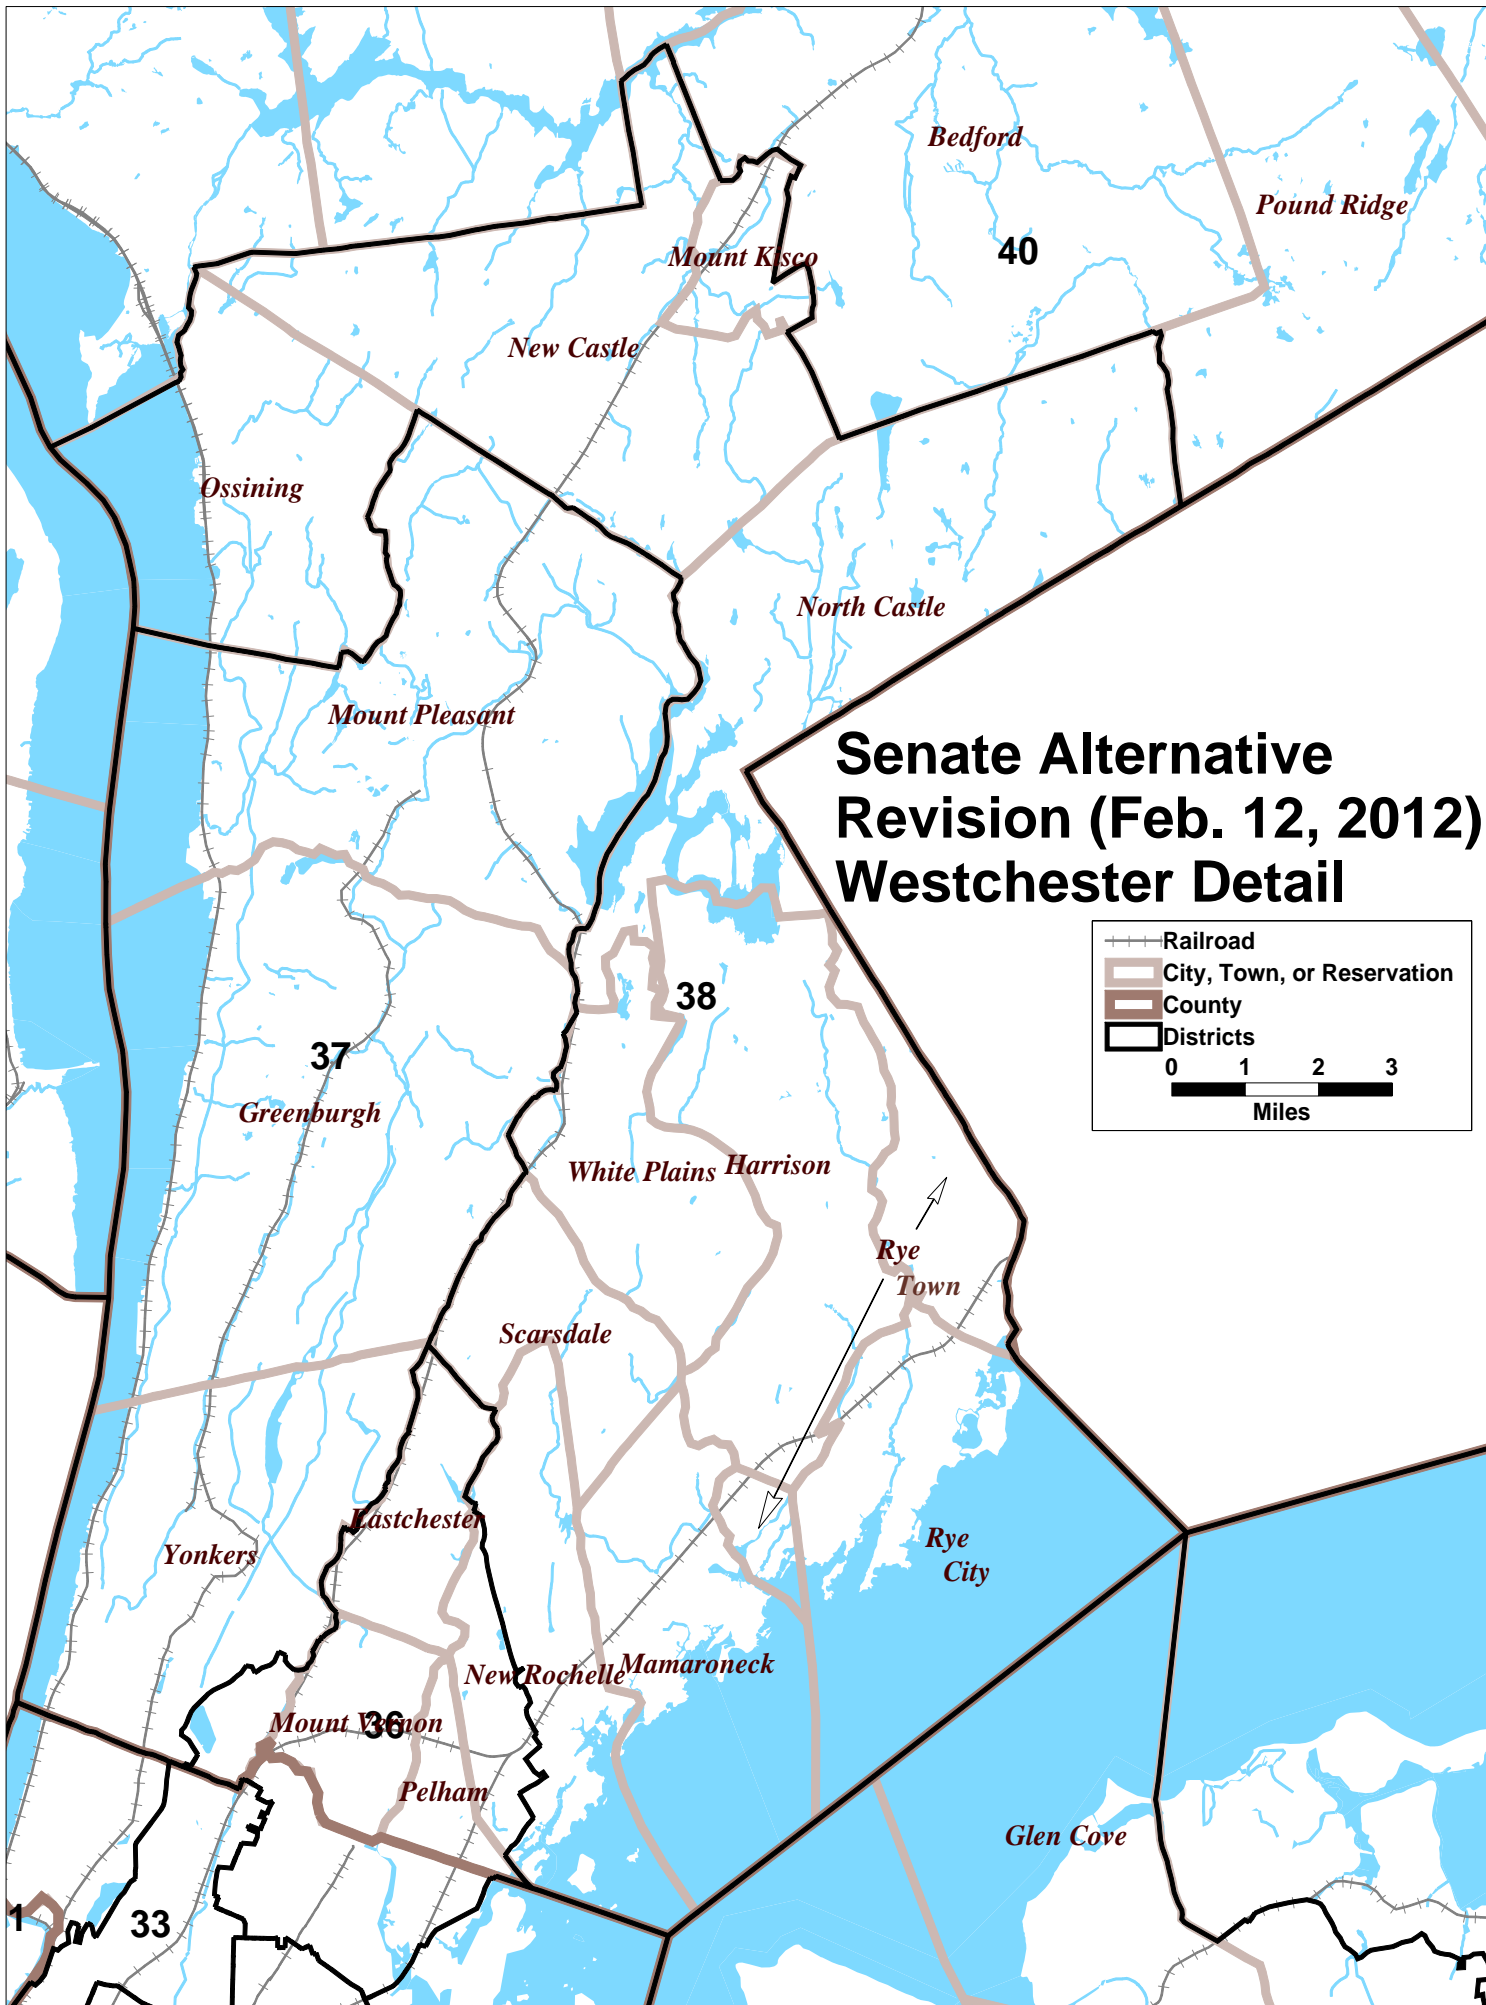 Bedford
Pound Ridge
40
Mount Kisco
New Castle
Ossining
North Castle
Mount Pleasant
Senate Alternative
Revision (Feb. 12, 2012)
Westchester Detail
Railroad
City, Town, or Reservation
County
Districts
0 1 2 3
Miles
38
37
Greenburgh
White Plains
Harrison
Rye
Town
Scarsdale
Eastchester
Yonkers
Rye
City
New Rochelle
Mamaroneck
Mount Vernon
36
Pelham
Glen Cove
1
33